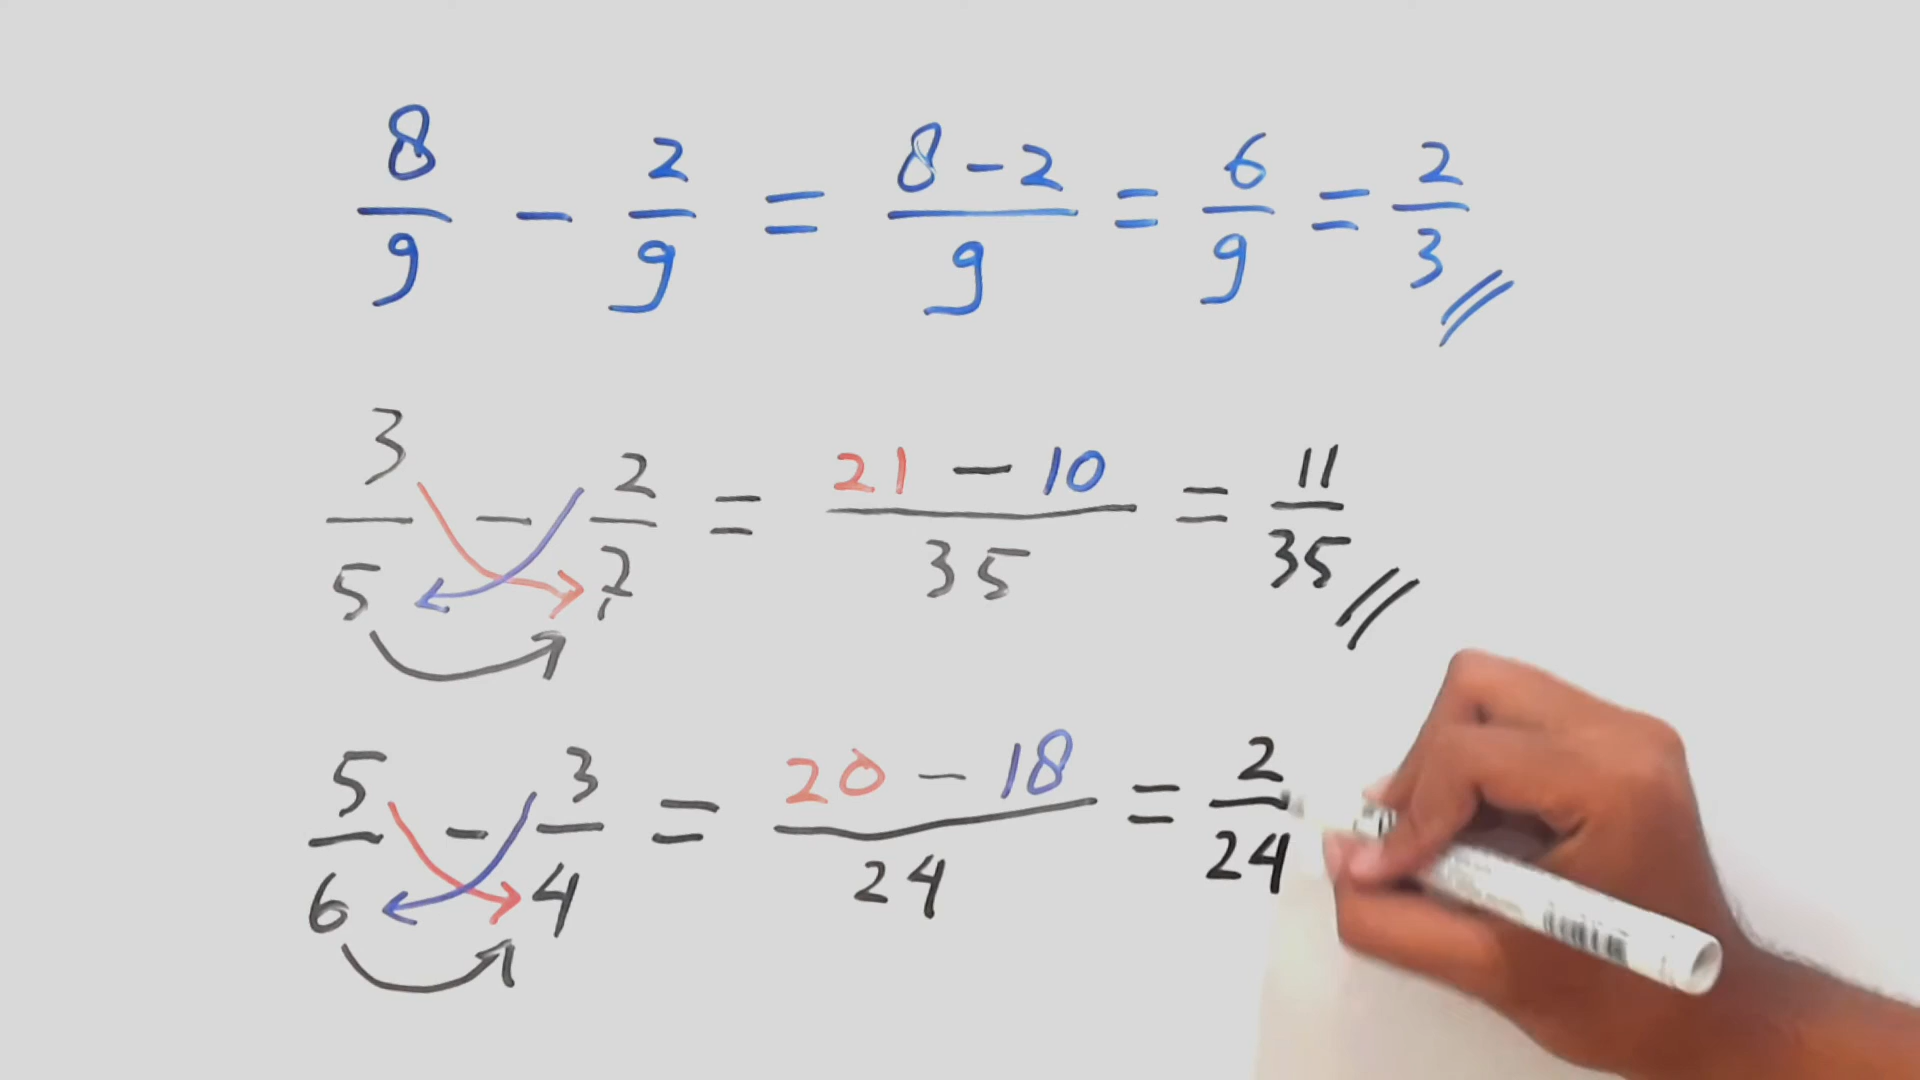 8/9 - 2/9 = 8-2/9 = 6/9 = 2/3
3/5 - 2/7 = 21 - 10/35 = 11/35
5/6 - 3/4 = 20 - 18/24 = 2/24